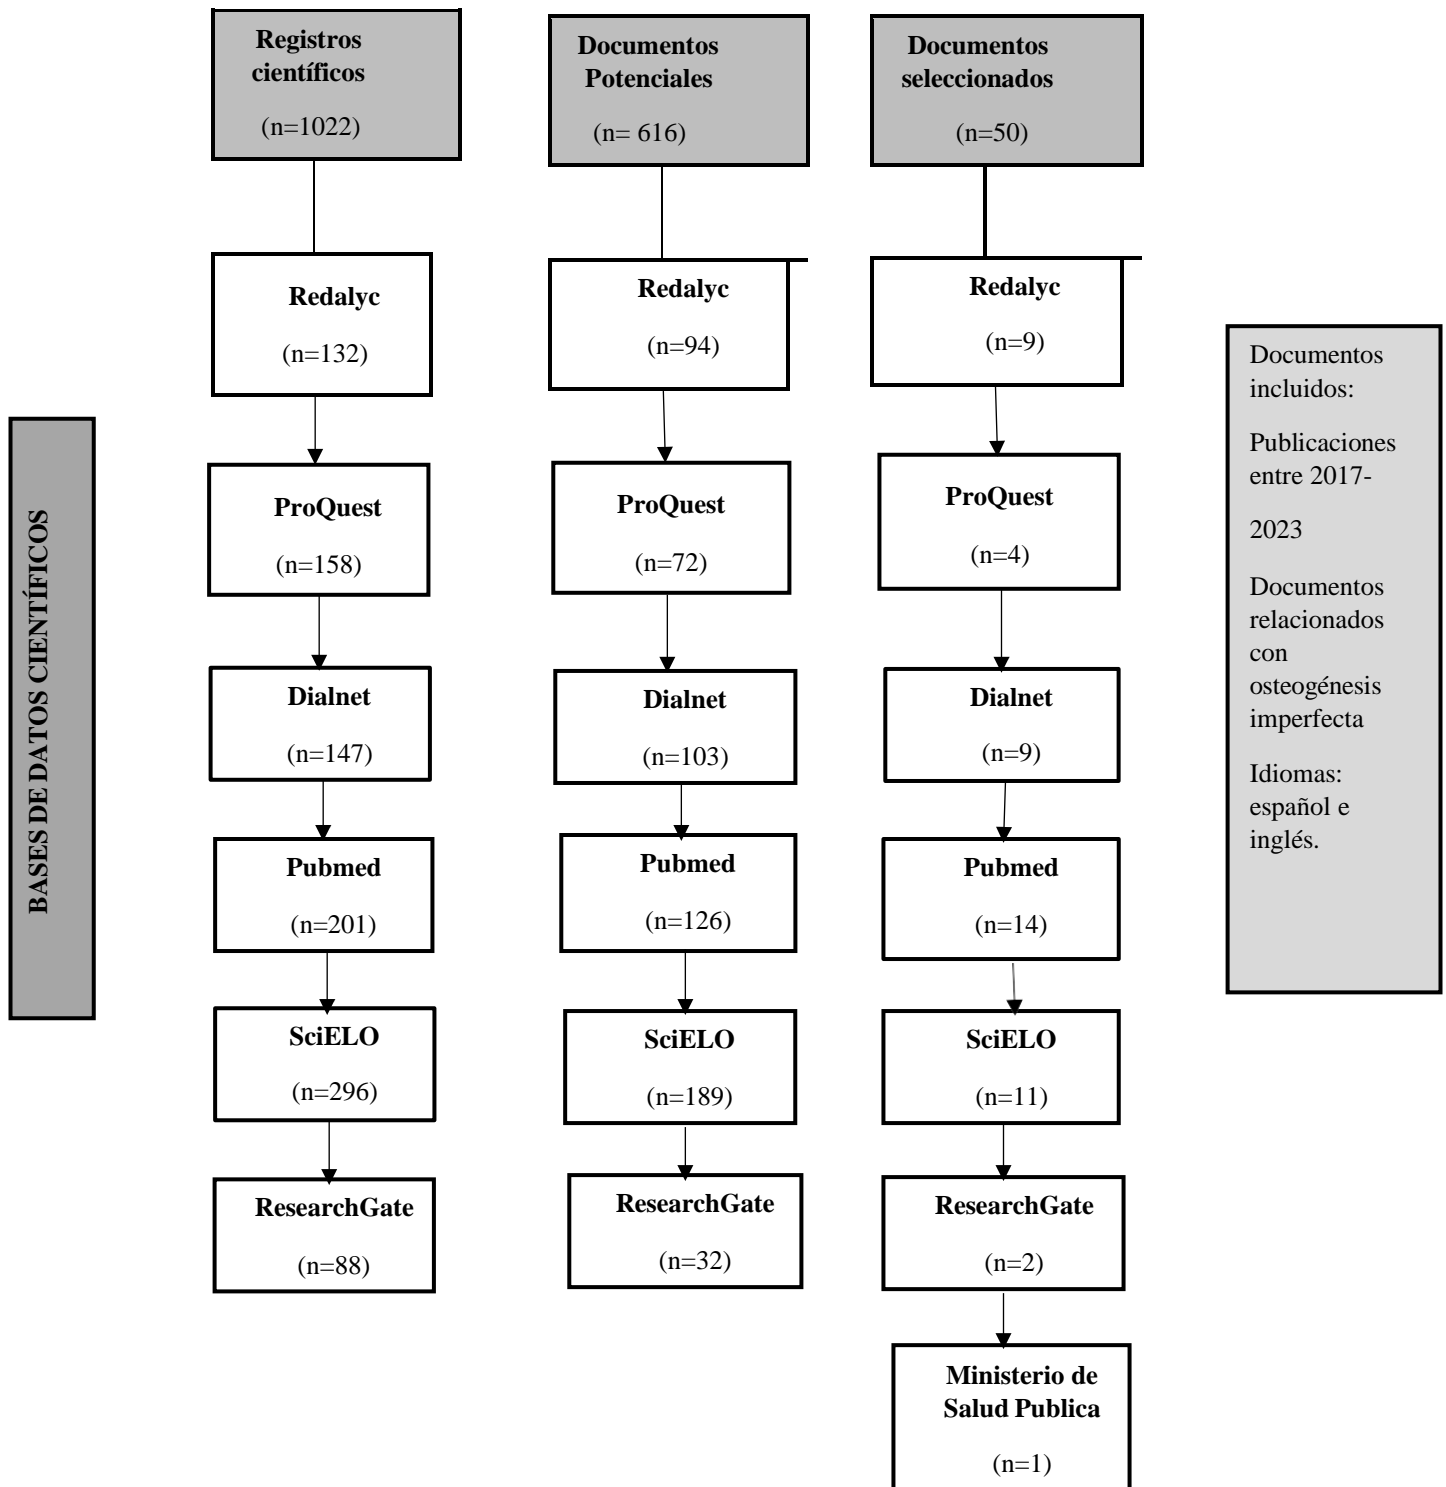 Registros
científicos
(n=1022)
Documentos
Potenciales
(n= 616)
Documentos
seleccionados
(n=50)
BASES DE DATOS CIENTÍFICOS
Redalyc
(n=132)
ProQuest
(n=158)
Dialnet
(n=147)
Pubmed
(n=201)
SciELO
(n=296)
ResearchGate
(n=88)
Redalyc
(n=94)
ProQuest
(n=72)
Dialnet
(n=103)
Pubmed
(n=126)
SciELO
(n=189)
ResearchGate
(n=32)
Redalyc
(n=9)
ProQuest
(n=4)
Dialnet
(n=9)
Pubmed
(n=14)
SciELO
(n=11)
ResearchGate
(n=2)
Ministerio de
Salud Publica
(n=1)
Documentos
incluidos:
Publicaciones
entre 2017-
2023
Documentos
relacionados
con
osteogénesis
imperfecta
Idiomas:
español e
inglés.